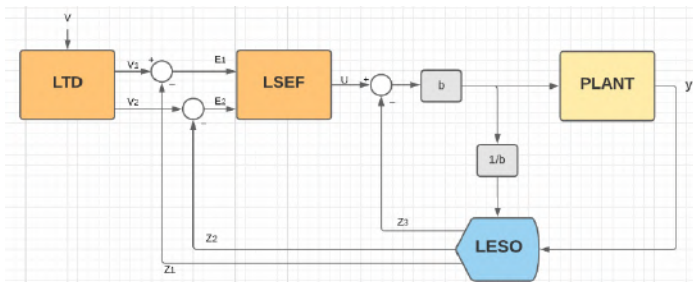 V
V1
E1
LTD
LSEF
U
b
PLANT
y
V2
E2
1/b
Z3
LESO
Z2
Z1
+
−
−
+
−